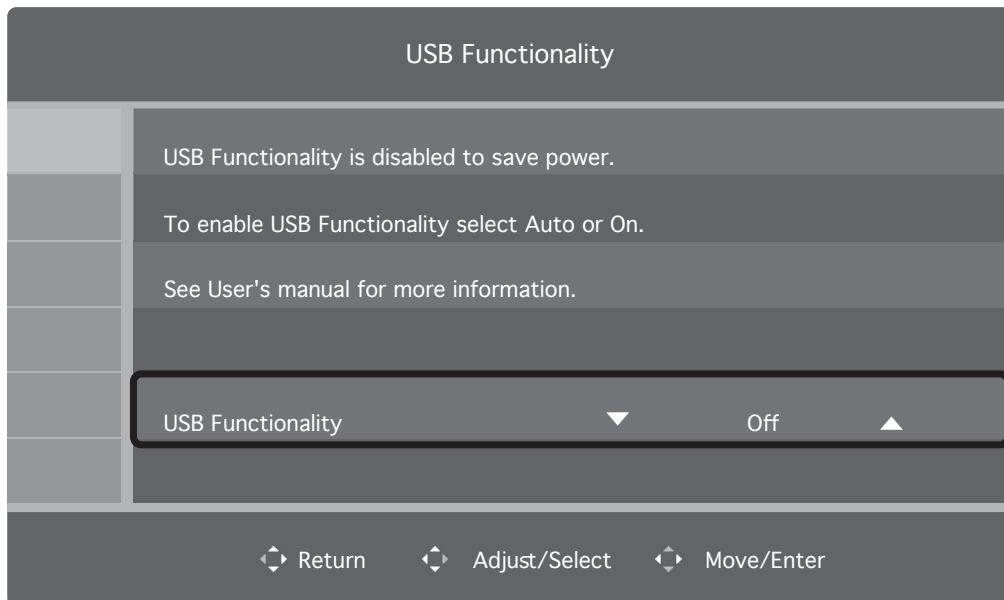 USB Functionality
USB Functionality is disabled to save power.
To enable USB Functionality select Auto or On.
See User's manual for more information.
USB Functionality Off
Return Adjust/Select Move/Enter